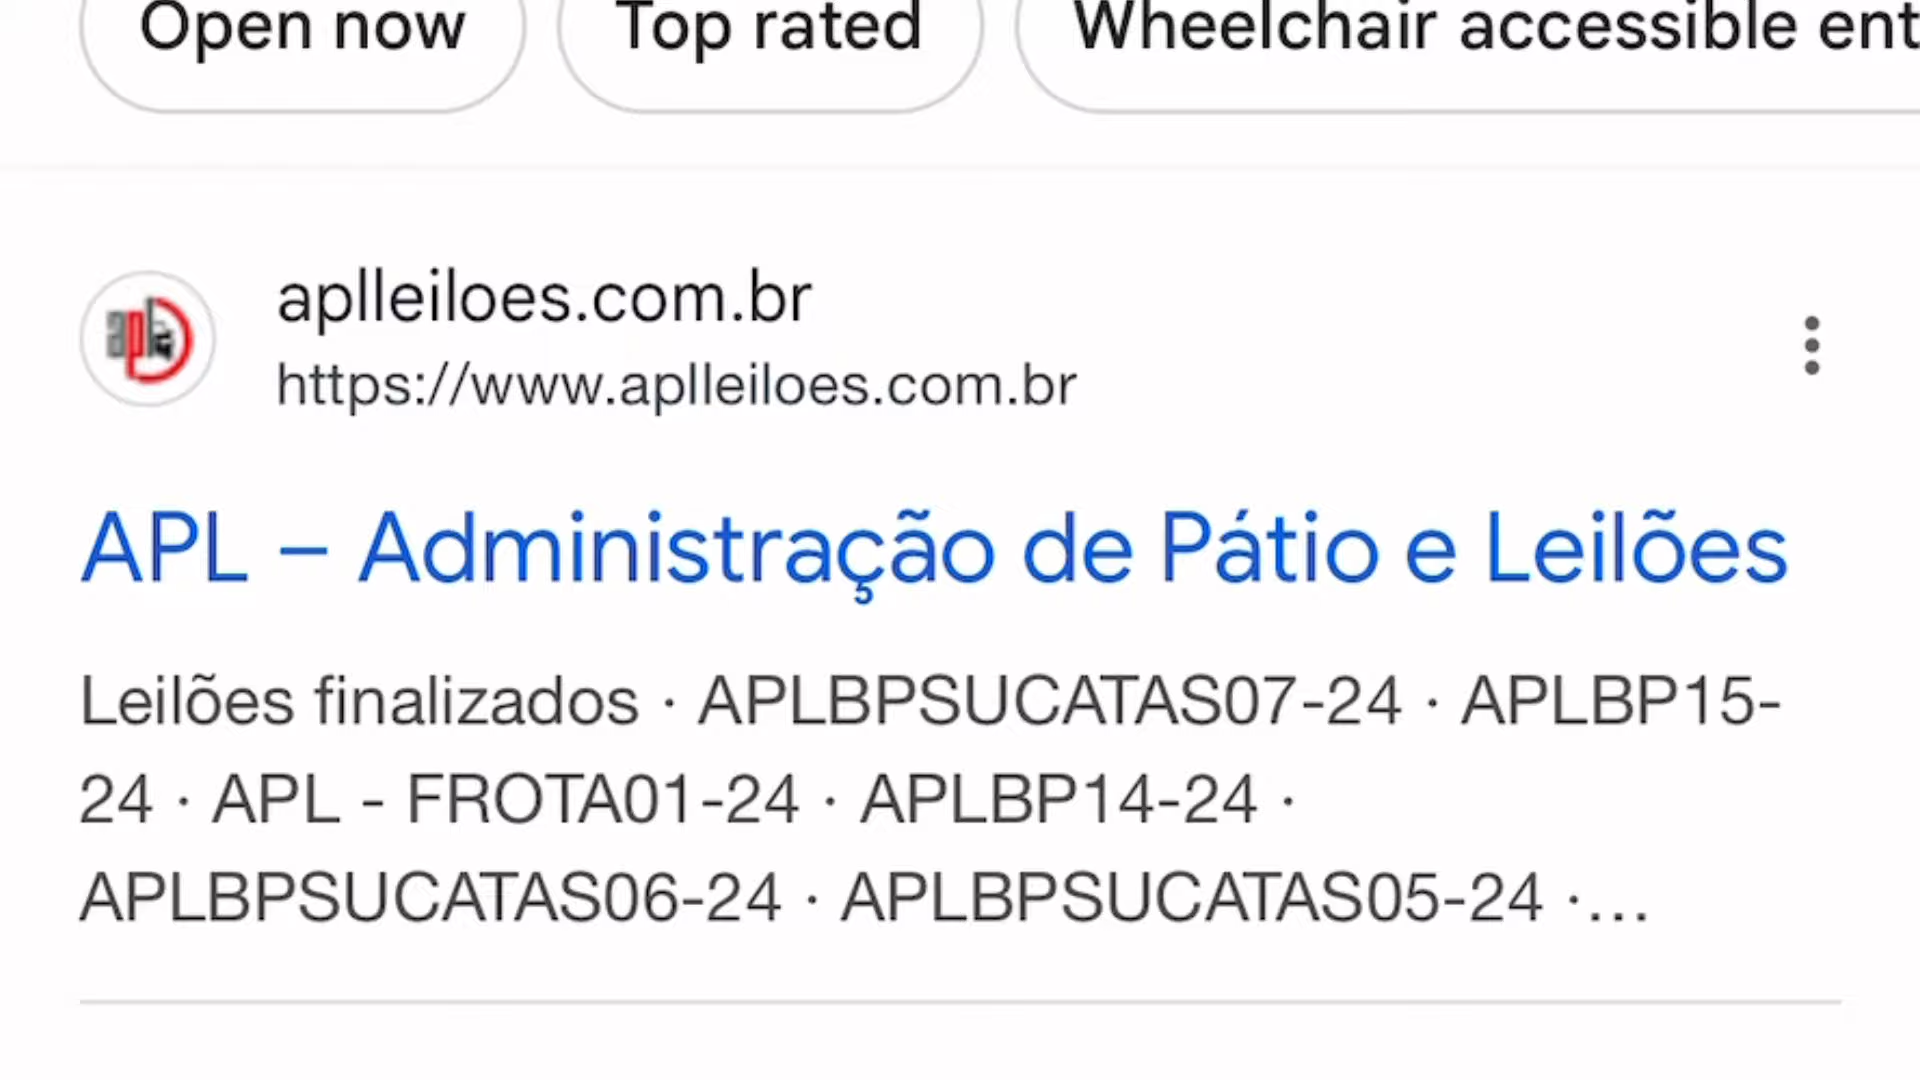 Open now
Top rated
Wheelchair accessible ent
apl
aplleiloes.com.br
https://www.aplleiloes.com.br
APL – Administração de Pátio e Leilões
Leilões finalizados · APLBPSUCATAS07-24 · APLBP15-
24 · APL - FROTA01-24 · APLBP14-24 ·
APLBPSUCATAS06-24 · APLBPSUCATAS05-24 ·...